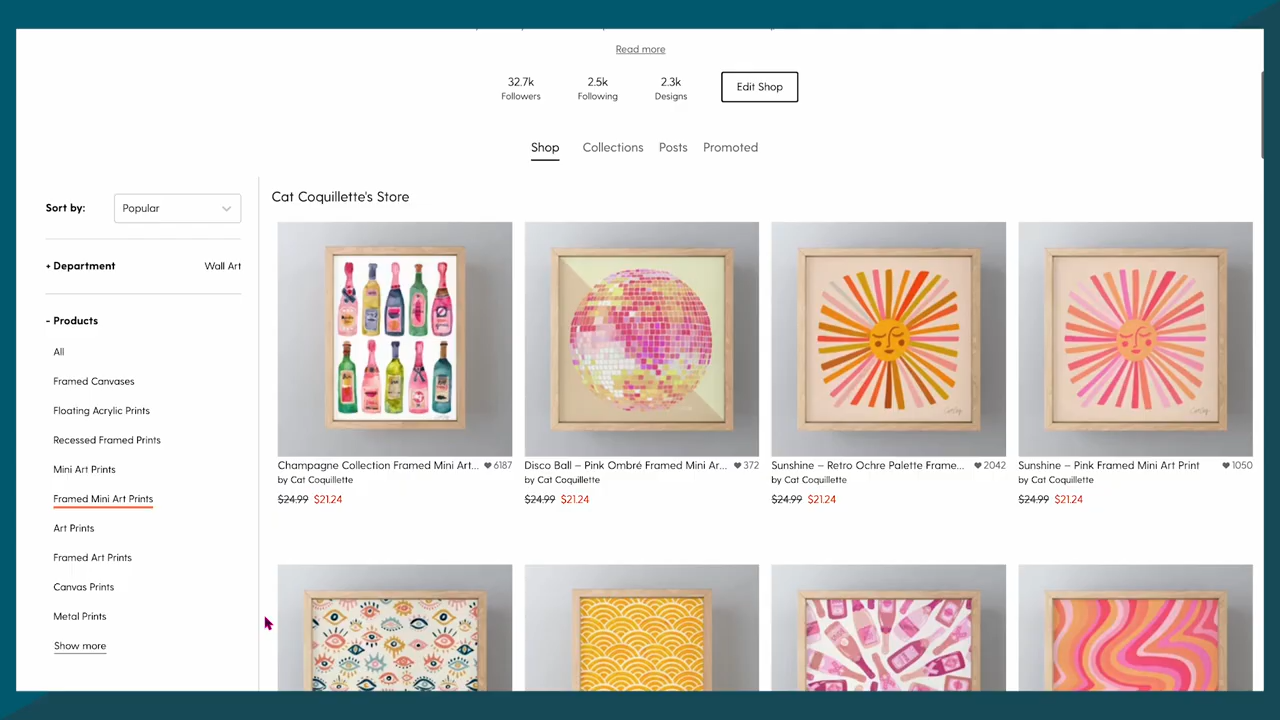 Read more
32.7k
Followers
2.5k
Following
2.3k
Designs
Edit Shop
Shop
Collections
Posts
Promoted
Sort by:
Popular
+ Department
Wall Art
- Products
All
Framed Canvases
Floating Acrylic Prints
Recessed Framed Prints
Mini Art Prints
Framed Mini Art Prints
Art Prints
Framed Art Prints
Canvas Prints
Metal Prints
Show more
Cat Coquillette's Store
Champagne Collection Framed Mini Art... 6187
by Cat Coquillette
$24.99 $21.24
Disco Ball – Pink Ombré Framed Mini Ar... 372
by Cat Coquillette
$24.99 $21.24
Sunshine – Retro Ochre Palette Frame... 2042
by Cat Coquillette
$24.99 $21.24
Sunshine – Pink Framed Mini Art Print 1050
by Cat Coquillette
$24.99 $21.24